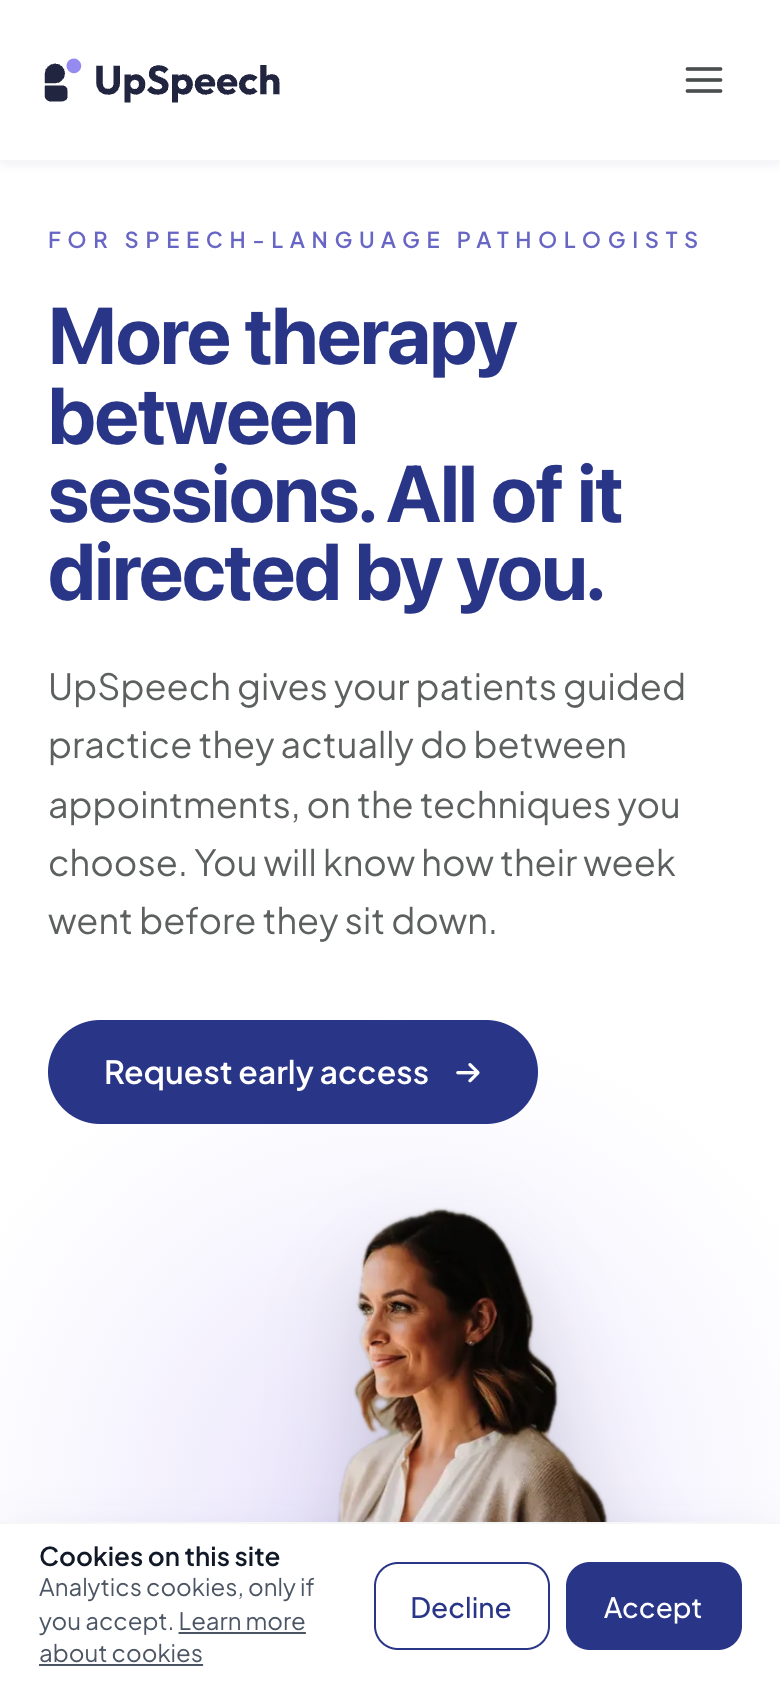 UpSpeech
FOR SPEECH-LANGUAGE PATHOLOGISTS
More therapy
between
sessions. All of it
directed by you.
UpSpeech gives your patients guided
practice they actually do between
appointments, on the techniques you
choose. You will know how their week
went before they sit down.
Request early access →
Cookies on this site
Analytics cookies, only if
you accept. Learn more
about cookies
Decline
Accept